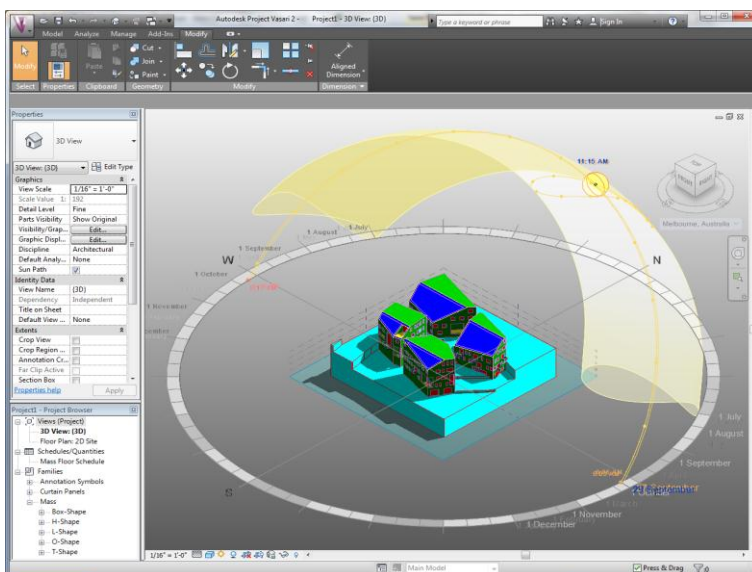 Autodesk Project Vasari 2 - Project1 - 3D View: {3D}
Type a keyword or phrase
Sign In
Model Analyze Manage Add-Ins Modify
Modify
Paste
Cut
Join
Paint
Aligned
Dimension
Select Properties Clipboard Geometry Modify Dimension
Properties
3D View
3D View: {3D}
Edit Type
Graphics
View Scale 1/16" = 1'-0"
Scale Value 1: 192
Detail Level Fine
Parts Visibility Show Original
Visibility/Grap... Edit...
Graphic Displ... Edit...
Discipline Architectural
Default Analy... None
Sun Path
Identity Data
View Name {3D}
Dependency Independent
Title on Sheet
Default View ... None
Extents
Crop View
Crop Region ...
Annotation Cr...
Far Clip Active
Section Box
Properties help
Apply
Project1 - Project Browser
Views (Project)
3D View: {3D}
Floor Plan: 2D Site
Schedules/Quantities
Mass Floor Schedule
Families
Annotation Symbols
Curtain Panels
Mass
Box-Shape
H-Shape
L-Shape
O-Shape
T-Shape
TOP
FRONT
Melbourne, Australia
1 July
1 August
1 September
1 October
1 November
W
N
S
1 July
1 August
1 September
1 November
1 December
1/16" = 1'-0"
Main Model
Press & Drag
:0